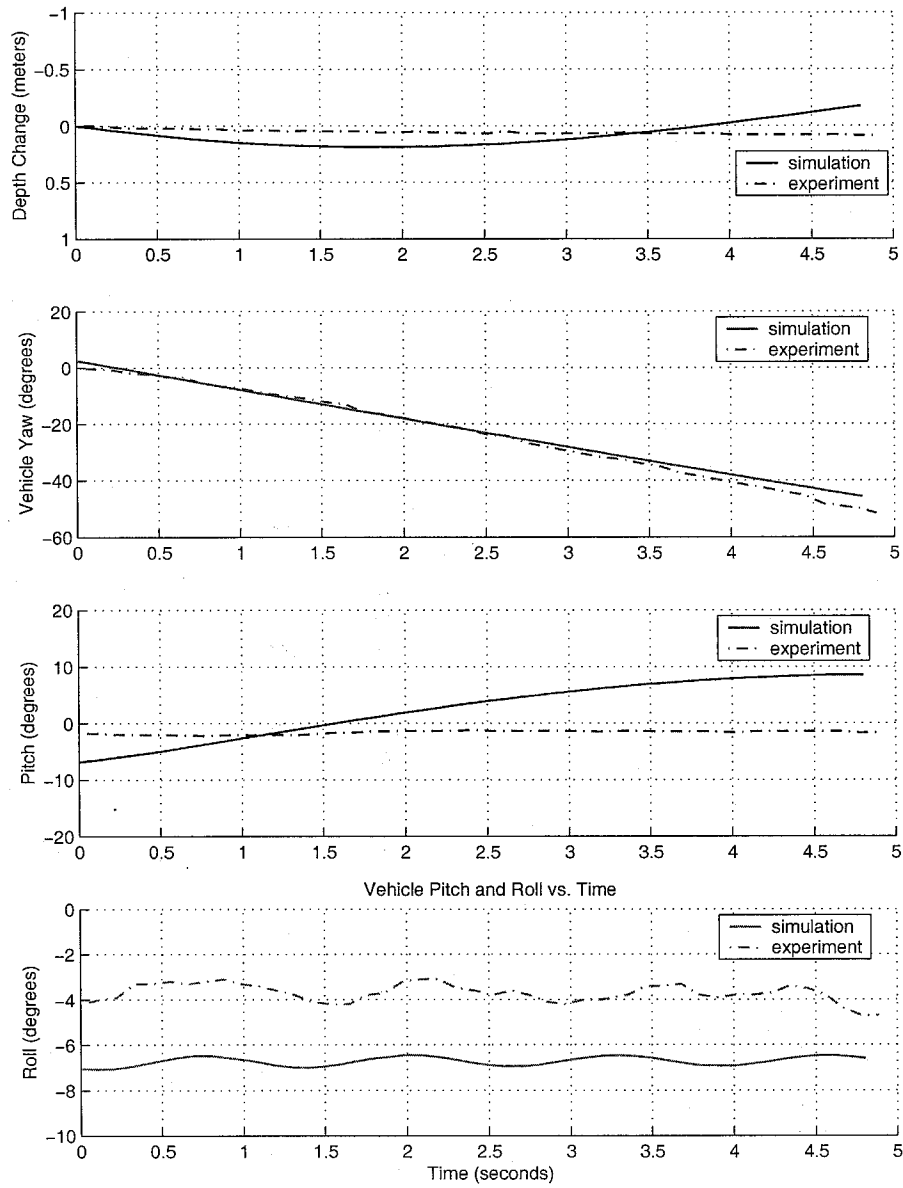 −1
−0.5
0
0.5
1
Depth Change (meters)
simulation
experiment
0 0.5 1 1.5 2 2.5 3 3.5 4 4.5 5
20
0
−20
−40
−60
Vehicle Yaw (degrees)
simulation
experiment
0 0.5 1 1.5 2 2.5 3 3.5 4 4.5 5
20
10
0
−10
−20
Pitch (degrees)
simulation
experiment
0 0.5 1 1.5 2 2.5 3 3.5 4 4.5 5
Vehicle Pitch and Roll vs. Time
0
−2
−4
−6
−8
−10
Roll (degrees)
simulation
experiment
0 0.5 1 1.5 2 2.5 3 3.5 4 4.5 5
Time (seconds)